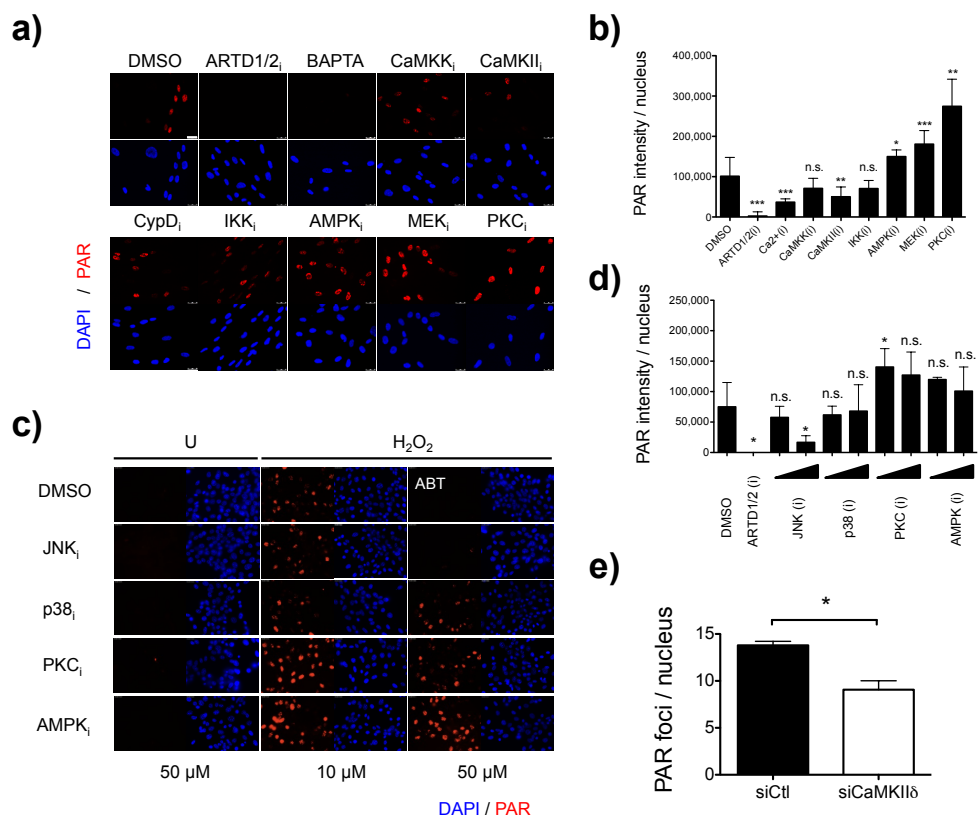 a)
DMSO ARTD1/2i BAPTA CaMKKi CaMKIIi
CypDi IKKi AMPKi MEKi PKCi
DAPI / PAR
b)
PAR intensity / nucleus
400,000
300,000
200,000
100,000
0
*** *** n.s. ** n.s. * *** **
DMSO ARTD1/2(i) Ca2+(i) CaMKK(i) CaMKII(i) IKK(i) AMPK(i) MEK(i) PKC(i)
c)
U H2O2
DMSO ABT
JNKi
p38i
PKCi
AMPKi
50 µM 10 µM 50 µM
DAPI / PAR
d)
PAR intensity / nucleus
250,000
200,000
150,000
100,000
50,000
0
* n.s. * n.s. n.s. * n.s. n.s. n.s.
DMSO ARTD1/2 (i) JNK (i) p38 (i) PKC (i) AMPK (i)
e)
PAR foci / nucleus
*
15
10
5
0
siCtl siCaMKIIδ